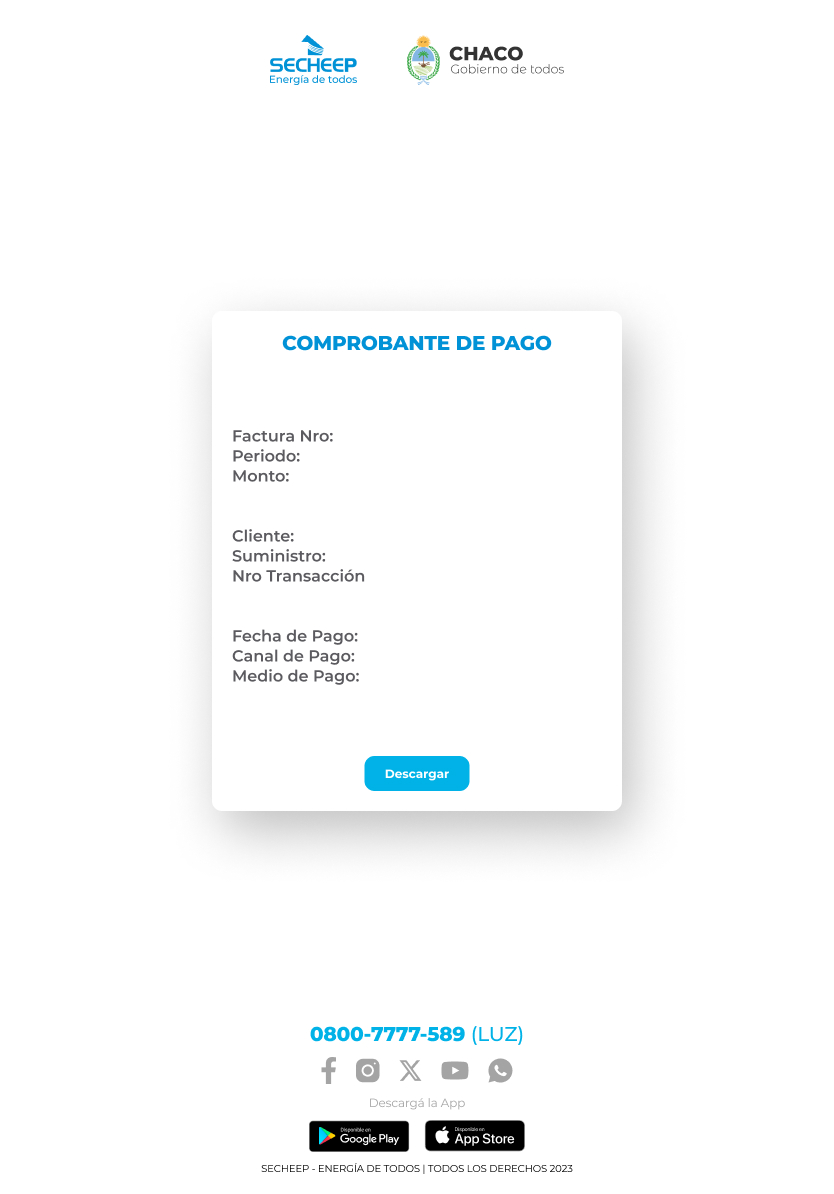 SECHEEP
Energía de todos
CHACO
Gobierno de todos
COMPROBANTE DE PAGO
Factura Nro:
Periodo:
Monto:
Cliente:
Suministro:
Nro Transacción
Fecha de Pago:
Canal de Pago:
Medio de Pago:
Descargar
0800-7777-589 (LUZ)
Descargá la App
Disponible en
Google Play
Disponible en
App Store
SECHEEP - ENERGÍA DE TODOS | TODOS LOS DERECHOS 2023